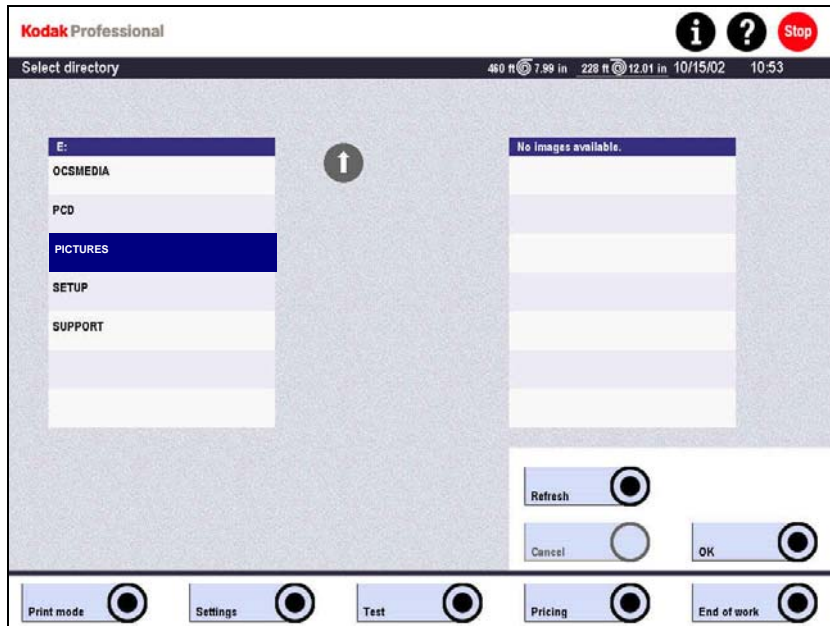 Kodak Professional
i ? Stop
Select directory 460 ft 7.99 in 228 ft 12.01 in 10/15/02 10:53
E:
OCSMEDIA
PCD
PICTURES
SETUP
SUPPORT
No images available.
Refresh
Cancel OK
Print mode Settings Test Pricing End of work